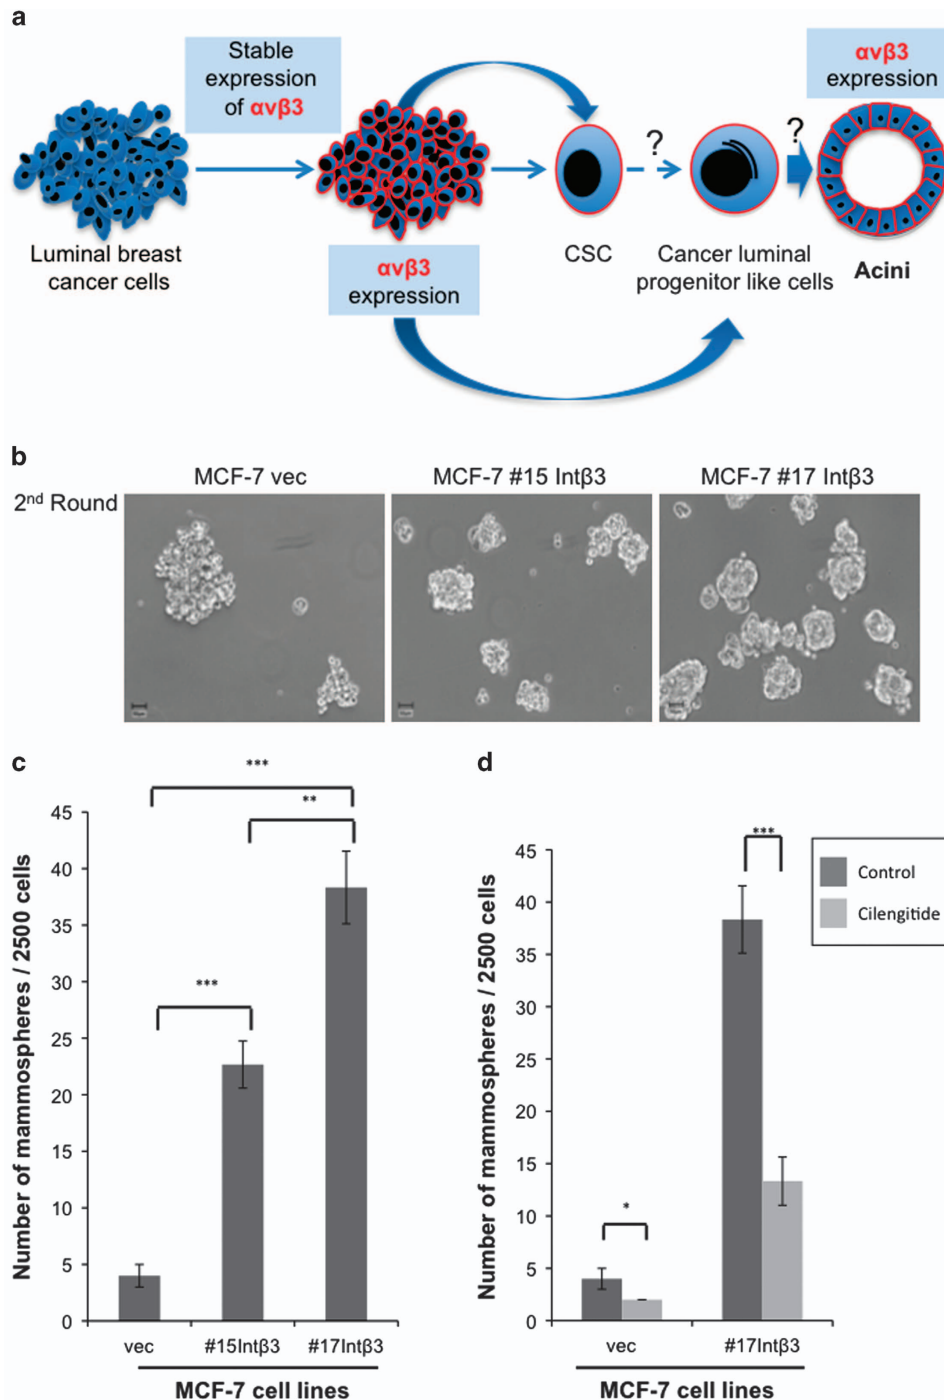 a
Stable
expression
of αvβ3
Luminal breast
cancer cells
αvβ3
expression
?
CSC
?
Cancer luminal
progenitor like cells
αvβ3
expression
Acini
b
2nd Round
MCF-7 vec
MCF-7 #15 Intβ3
MCF-7 #17 Intβ3
c
Number of mammospheres / 2500 cells
45
40
35
30
25
20
15
10
5
0
***
**
***
vec
#15Intβ3
#17Intβ3
MCF-7 cell lines
d
Number of mammospheres / 2500 cells
45
40
35
30
25
20
15
10
5
0
*
***
Control
Cilengitide
vec
#17Intβ3
MCF-7 cell lines